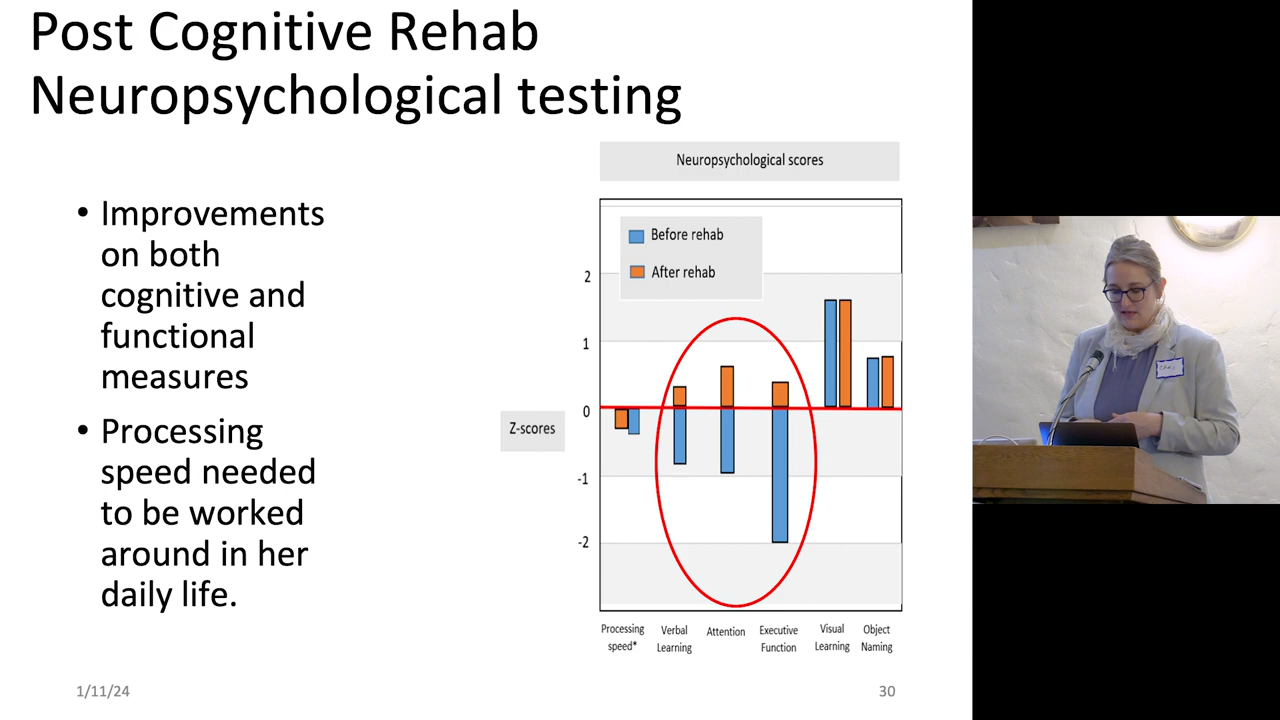 Post Cognitive Rehab
Neuropsychological testing
• Improvements
on both
cognitive and
functional
measures
• Processing
speed needed
to be worked
around in her
daily life.
Neuropsychological scores
Before rehab
After rehab
2
1
0
-1
-2
Z-scores
Processing
speed*
Verbal
Learning
Attention
Executive
Function
Visual
Learning
Object
Naming
1/11/24
30